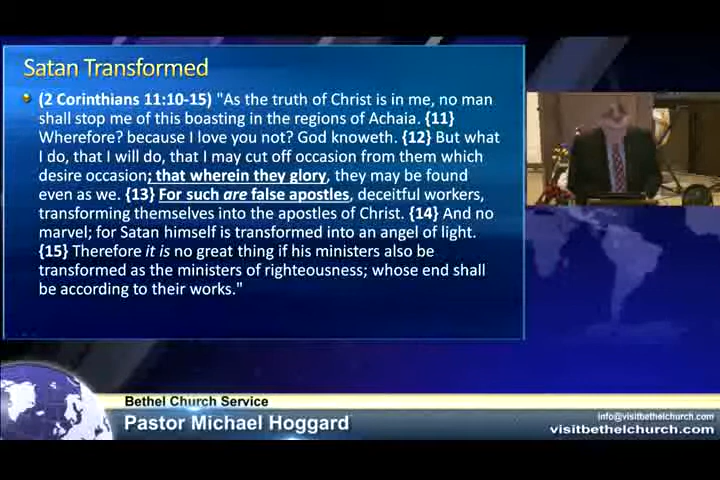 Satan Transformed
(2 Corinthians 11:10-15) "As the truth of Christ is in me, no man
shall stop me of this boasting in the regions of Achaia. {11}
Wherefore? because I love you not? God knoweth. {12} But what
I do, that I will do, that I may cut off occasion from them which
desire occasion; that wherein they glory, they may be found
even as we. {13} For such are false apostles, deceitful workers,
transforming themselves into the apostles of Christ. {14} And no
marvel; for Satan himself is transformed into an angel of light.
{15} Therefore it is no great thing if his ministers also be
transformed as the ministers of righteousness; whose end shall
be according to their works."
Bethel Church Service
Pastor Michael Hoggard
info@visitbethelchurch.com
visitbethelchurch.com